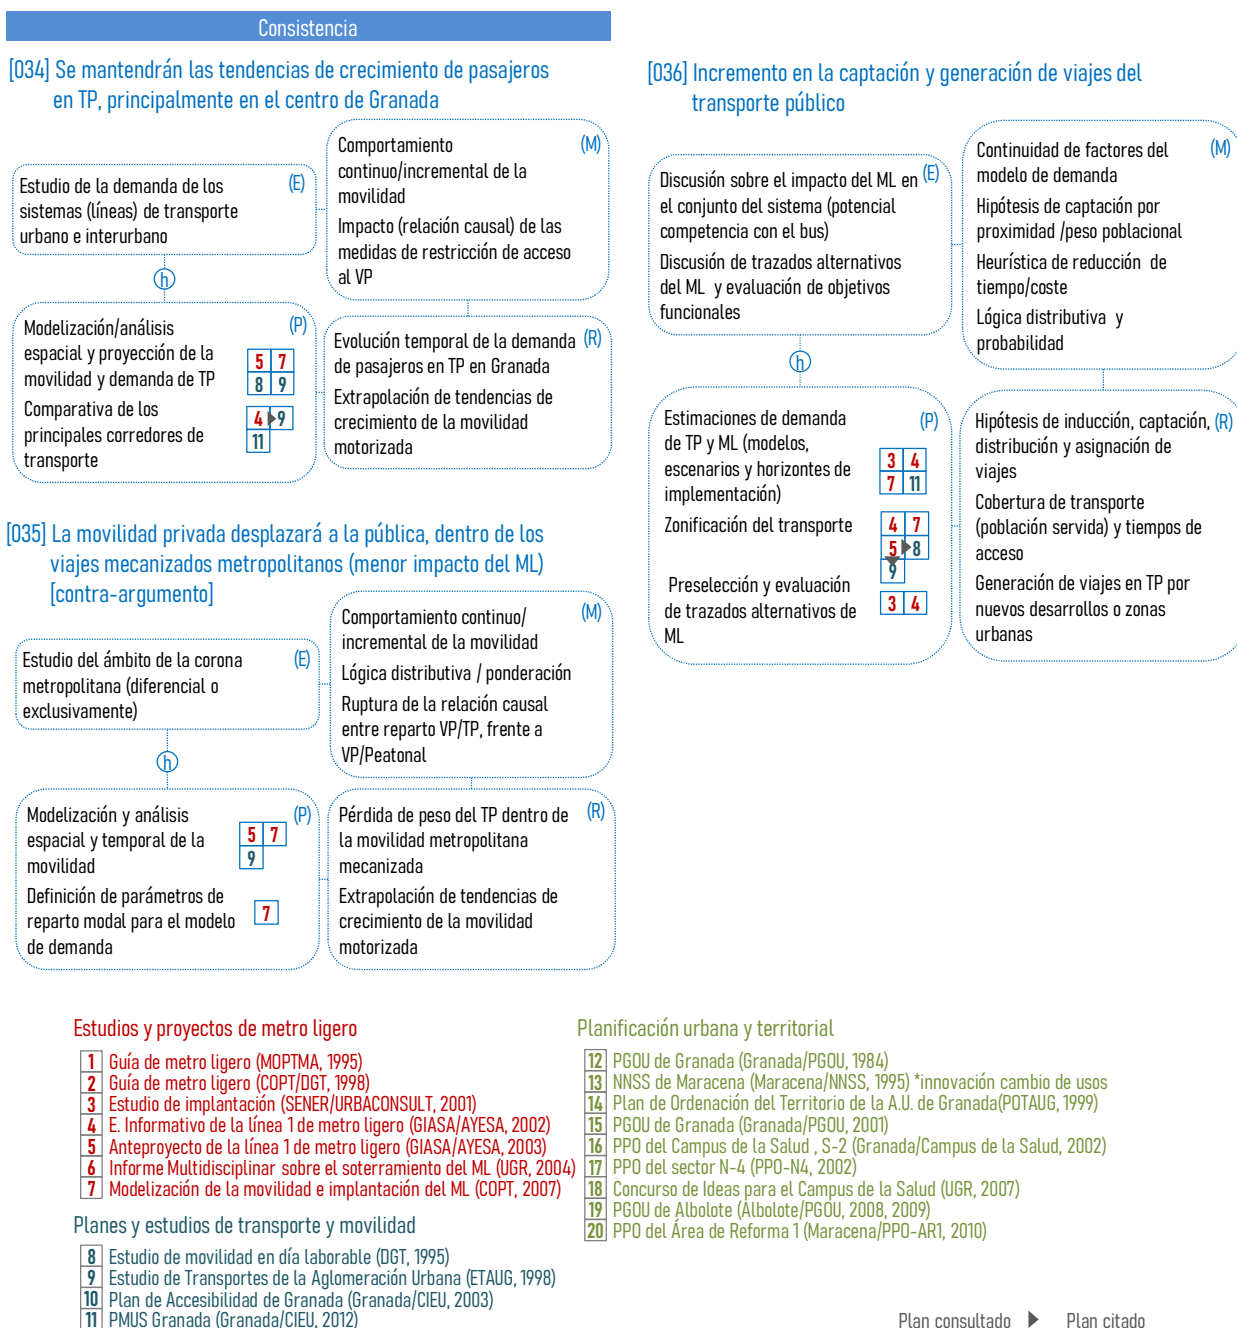 Consistencia
[034] Se mantendrán las tendencias de crecimiento de pasajeros
en TP, principalmente en el centro de Granada
Estudio de la demanda de los
sistemas (líneas) de transporte
urbano e interurbano
(E)
Comportamiento
continuo/incremental de la
movilidad
Impacto (relación causal) de las
medidas de restricción de acceso
al VP
(M)
h
Modelización/análisis
espacial y proyección de la
movilidad y demanda de TP
Comparativa de los
principales corredores de
transporte
(P)
5 7
8 9
4 9
11
Evolución temporal de la demanda
de pasajeros en TP en Granada
Extrapolación de tendencias de
crecimiento de la movilidad
motorizada
(R)
[035] La movilidad privada desplazará a la pública, dentro de los
viajes mecanizados metropolitanos (menor impacto del ML)
[contra-argumento]
Estudio del ámbito de la corona
metropolitana (diferencial o
exclusivamente)
(E)
Comportamiento continuo/
incremental de la movilidad
Lógica distributiva / ponderación
Ruptura de la relación causal
entre reparto VP/TP, frente a
VP/Peatonal
(M)
h
Modelización y análisis
espacial y temporal de la
movilidad
Definición de parámetros de
reparto modal para el modelo
de demanda
(P)
5 7
9
7
Pérdida de peso del TP dentro de
la movilidad metropolitana
mecanizada
Extrapolación de tendencias de
crecimiento de la movilidad
motorizada
(R)
[036] Incremento en la captación y generación de viajes del
transporte público
Discusión sobre el impacto del ML en
el conjunto del sistema (potencial
competencia con el bus)
Discusión de trazados alternativos
del ML y evaluación de objetivos
funcionales
(E)
Continuidad de factores del
modelo de demanda
Hipótesis de captación por
proximidad /peso poblacional
Heurística de reducción de
tiempo/coste
Lógica distributiva y
probabilidad
(M)
h
Estimaciones de demanda
de TP y ML (modelos,
escenarios y horizontes de
implementación)
Zonificación del transporte
Preselección y evaluación
de trazados alternativos de
ML
(P)
3 4
7 11
4 7
5 8
9
3 4
Hipótesis de inducción, captación,
distribución y asignación de
viajes
Cobertura de transporte
(población servida) y tiempos de
acceso
Generación de viajes en TP por
nuevos desarrollos o zonas
urbanas
(R)
Estudios y proyectos de metro ligero
1 Guía de metro ligero (MOPTMA, 1995)
2 Guía de metro ligero (COPT/DGT, 1998)
3 Estudio de implantación (SENER/URBACONSULT, 2001)
4 E. Informativo de la línea 1 de metro ligero (GIASA/AYESA, 2002)
5 Anteproyecto de la línea 1 de metro ligero (GIASA/AYESA, 2003)
6 Informe Multidisciplinar sobre el soterramiento del ML (UGR, 2004)
7 Modelización de la movilidad e implantación del ML (COPT, 2007)
Planes y estudios de transporte y movilidad
8 Estudio de movilidad en día laborable (DGT, 1995)
9 Estudio de Transportes de la Aglomeración Urbana (ETAUG, 1998)
10 Plan de Accesibilidad de Granada (Granada/CIEU, 2003)
11 PMUS Granada (Granada/CIEU, 2012)
Planificación urbana y territorial
12 PGOU de Granada (Granada/PGOU, 1984)
13 NNSS de Maracena (Maracena/NNSS, 1995) *innovación cambio de usos
14 Plan de Ordenación del Territorio de la A.U. de Granada(POTAUG, 1999)
15 PGOU de Granada (Granada/PGOU, 2001)
16 PPO del Campus de la Salud , S-2 (Granada/Campus de la Salud, 2002)
17 PPO del sector N-4 (PPO-N4, 2002)
18 Concurso de Ideas para el Campus de la Salud (UGR, 2007)
19 PGOU de Albolote (Albolote/PGOU, 2008, 2009)
20 PPO del Área de Reforma 1 (Maracena/PPO-AR1, 2010)
Plan consultado Plan citado